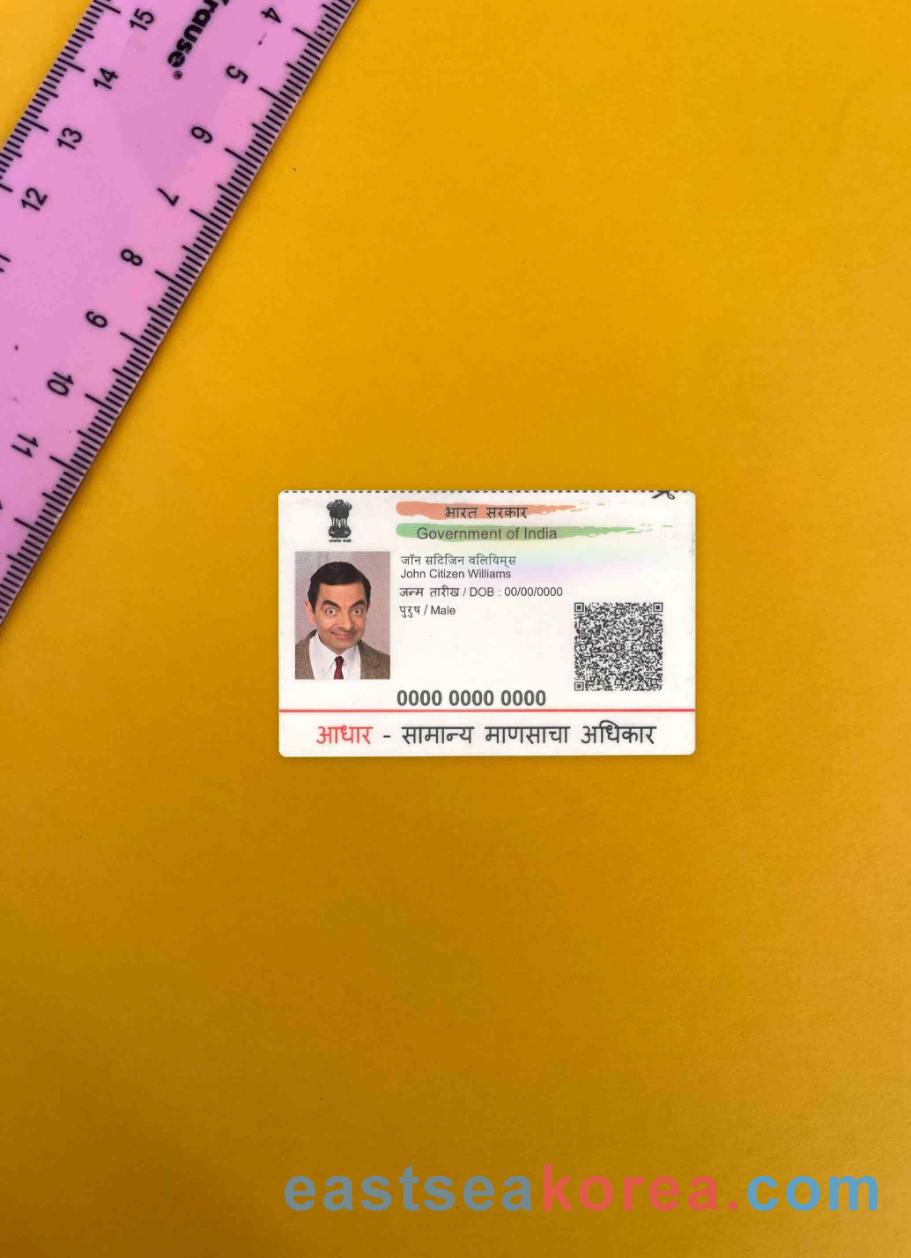 15
14
13
12
11
10
9
8
7
6
5
4
भारत सरकार
Government of India
जॉन सटिजिन वलियिम्स
John Citizen Williams
जन्म तारीख / DOB : 00/00/0000
पुरुष / Male
0000 0000 0000
आधार - सामान्य माणसाचा अधिकार
eastseakorea.com